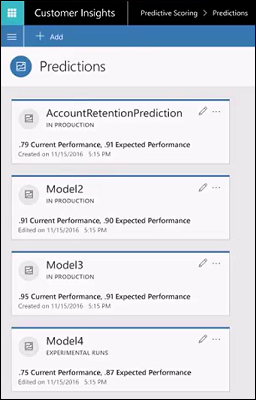 Customer Insights
Predictive Scoring > Predictions
+ Add
Predictions
AccountRetentionPrediction
IN PRODUCTION
.79 Current Performance, .91 Expected Performance
Created on 11/15/2016 5:15 PM
Model2
IN PRODUCTION
.91 Current Performance, .90 Expected Performance
Edited on 11/15/2016 5:15 PM
Model3
IN PRODUCTION
.95 Current Performance, .91 Expected Performance
Created on 11/15/2016 5:15 PM
Model4
EXPERIMENTAL RUNS
.75 Current Performance, .87 Expected Performance
Edited on 11/15/2016 5:15 PM